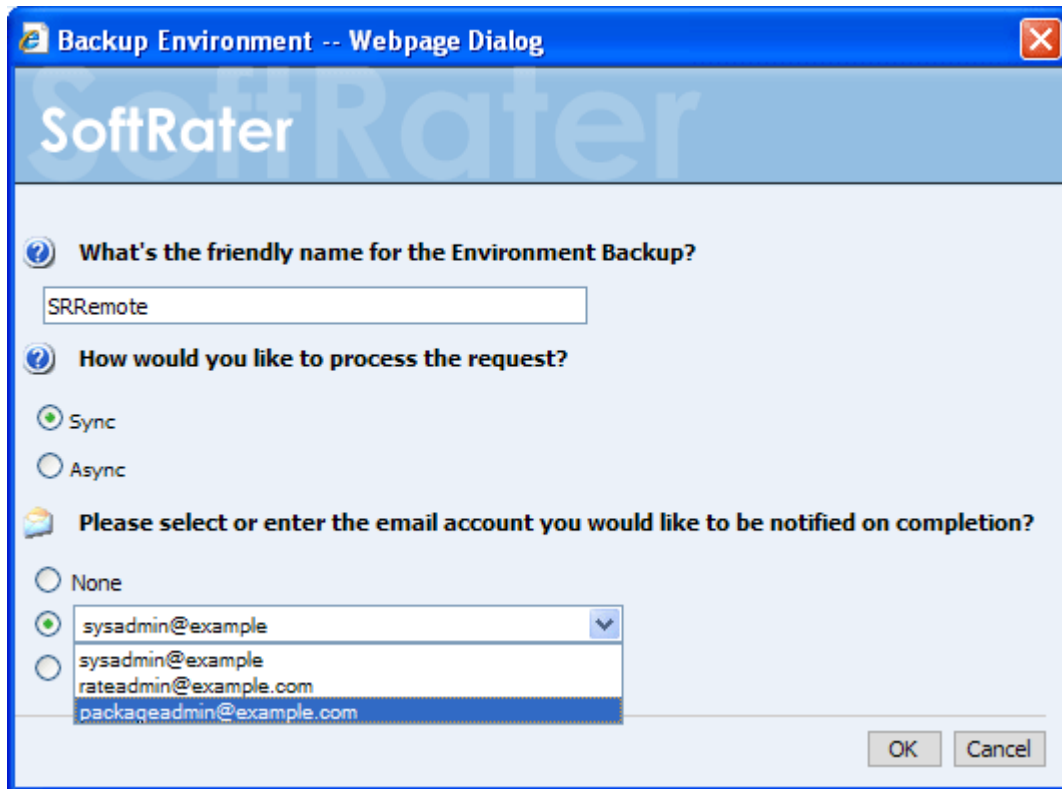 Backup Environment -- Webpage Dialog
SoftRater
SoftRater
What's the friendly name for the Environment Backup?
SRRemote
How would you like to process the request?
Sync
Async
Please select or enter the email account you would like to be notified on completion?
None
sysadmin@example
sysadmin@example
rateadmin@example.com
packageadmin@example.com
OK Cancel